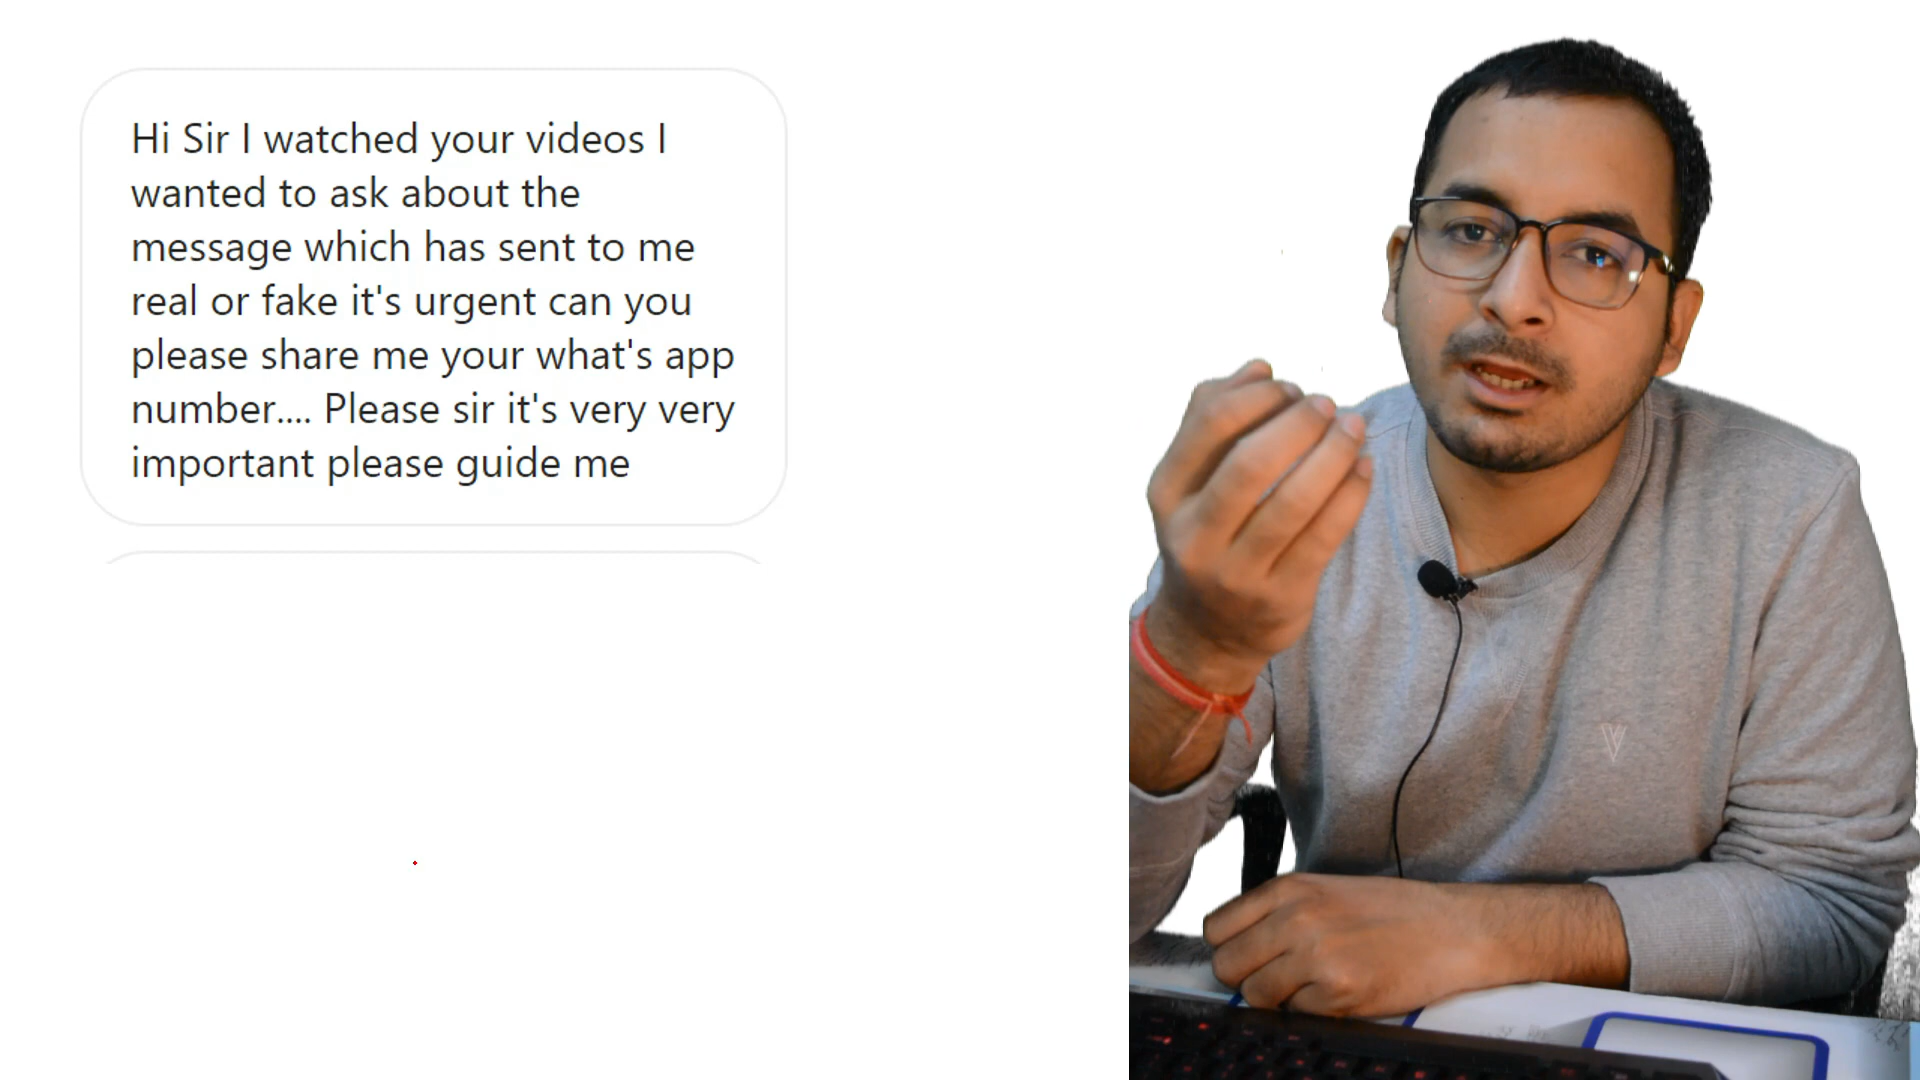 Hi Sir I watched your videos I
wanted to ask about the
message which has sent to me
real or fake it's urgent can you
please share me your what's app
number.... Please sir it's very very
important please guide me